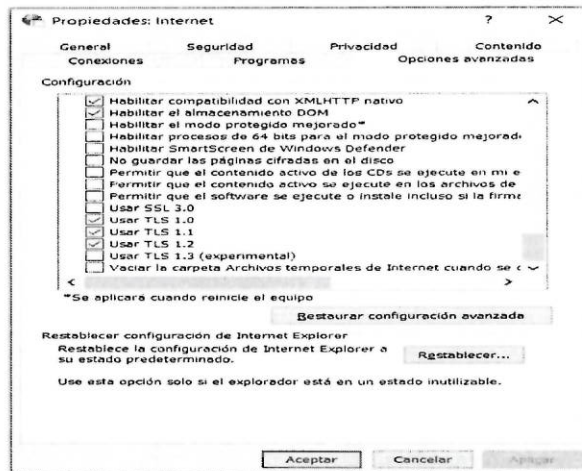 Propiedades: Internet ? ×
General Seguridad Privacidad Contenido
Conexiones Programas Opciones avanzadas
Configuración
Habilitar compatibilidad con XMLHTTP nativo
Habilitar el almacenamiento DOM
Habilitar el modo protegido mejorado*
Habilitar procesos de 64 bits para el modo protegido mejorad
Habilitar SmartScreen de Windows Defender
No guardar las páginas cifradas en el disco
Permitir que el contenido activo de los CDs se ejecute en mi e
Permitir que el contenido activo se ejecute en los archivos de
Permitir que el software se ejecute o instale incluso si la firma
Usar SSL 3.0
Usar TLS 1.0
Usar TLS 1.1
Usar TLS 1.2
Usar TLS 1.3 (experimental)
Vaciar la carpeta Archivos temporales de Internet cuando se c
*Se aplicará cuando reinicie el equipo
Restaurar configuración avanzada
Restablecer configuración de Internet Explorer
Restablece la configuración de Internet Explorer a
su estado predeterminado.
Restablecer...
Use esta opción solo si el explorador está en un estado inutilizable.
Aceptar Cancelar Aplicar